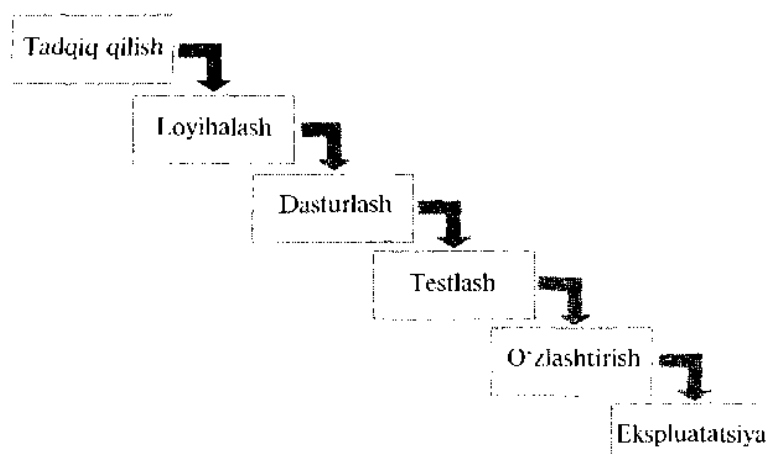 Tadqiq qilish
Loyihalash
Dasturlash
Testlash
O‘zlashtirish
Ekspluatatsiya